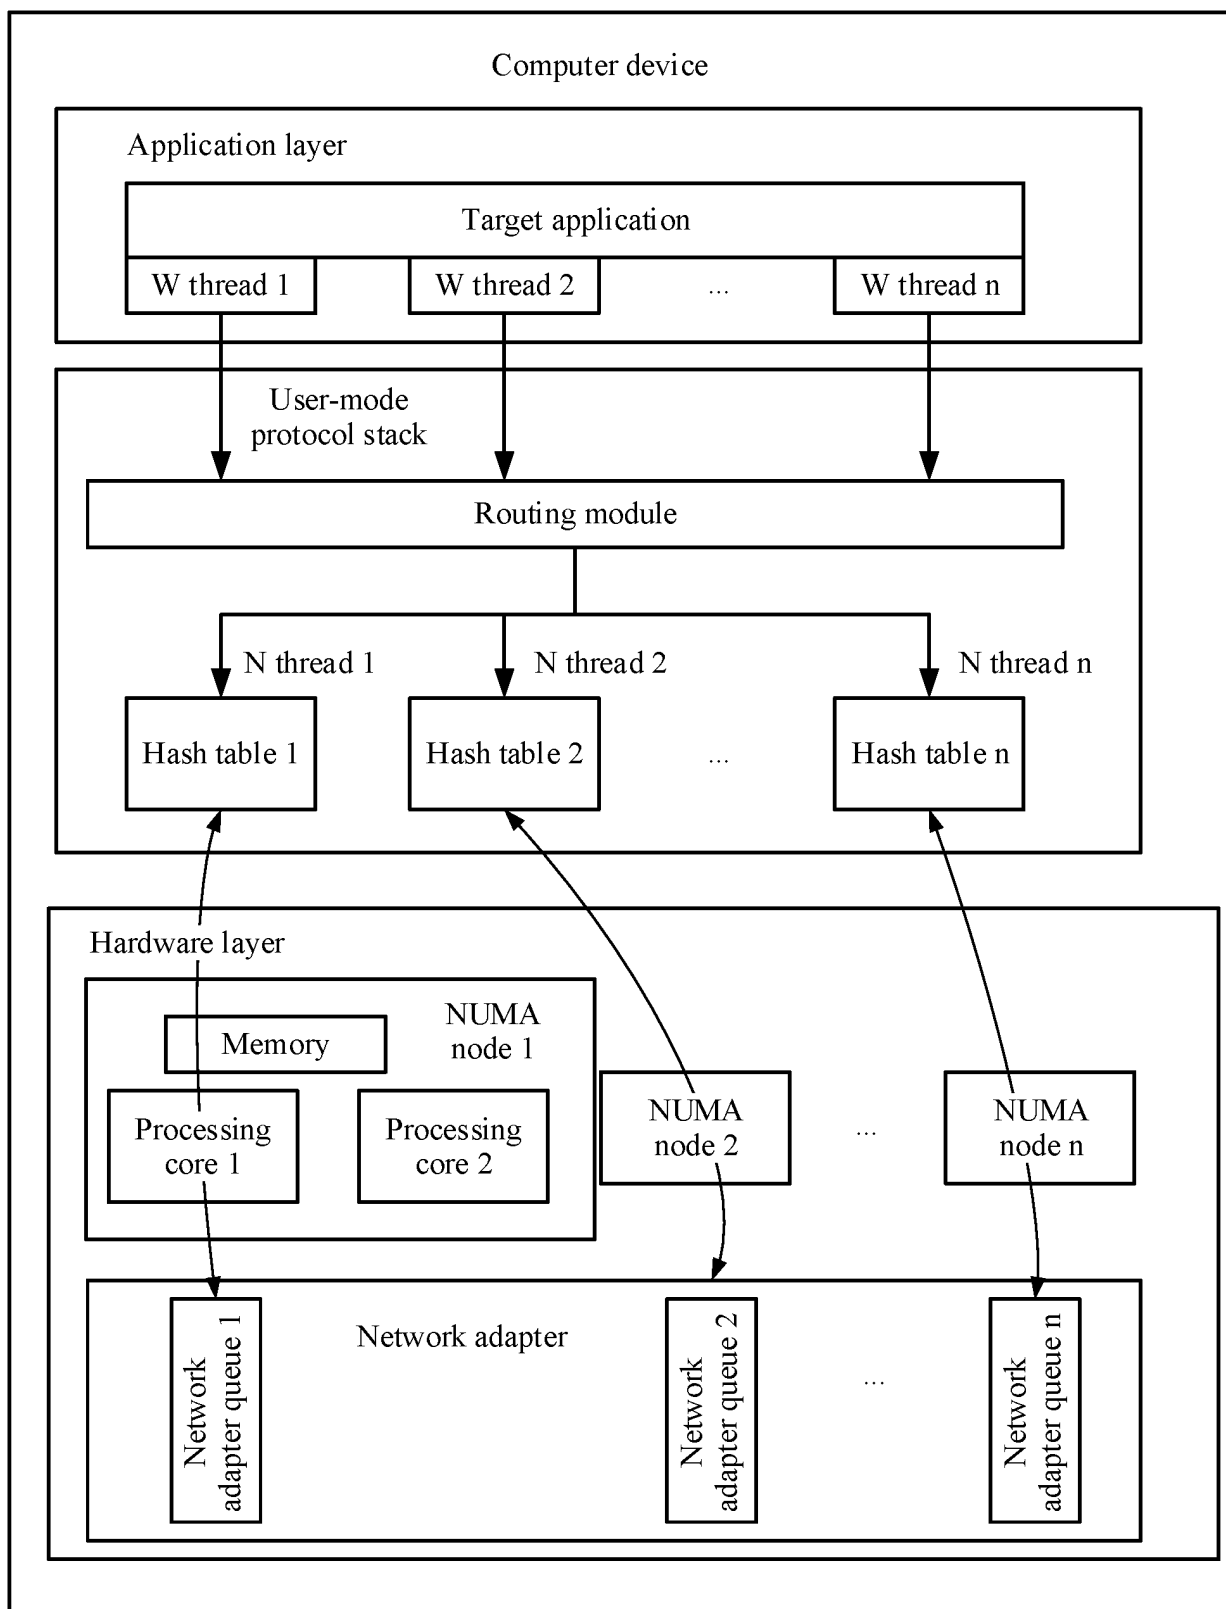 Computer device
Application layer
Target application
W thread 1
W thread 2
...
W thread n
User-mode
protocol stack
Routing module
N thread 1
N thread 2
N thread n
Hash table 1
Hash table 2
...
Hash table n
Hardware layer
NUMA
node 1
Memory
Processing
core 1
Processing
core 2
NUMA
node 2
...
NUMA
node n
Network adapter
Network
adapter queue 1
Network
adapter queue 2
...
Network
adapter queue n